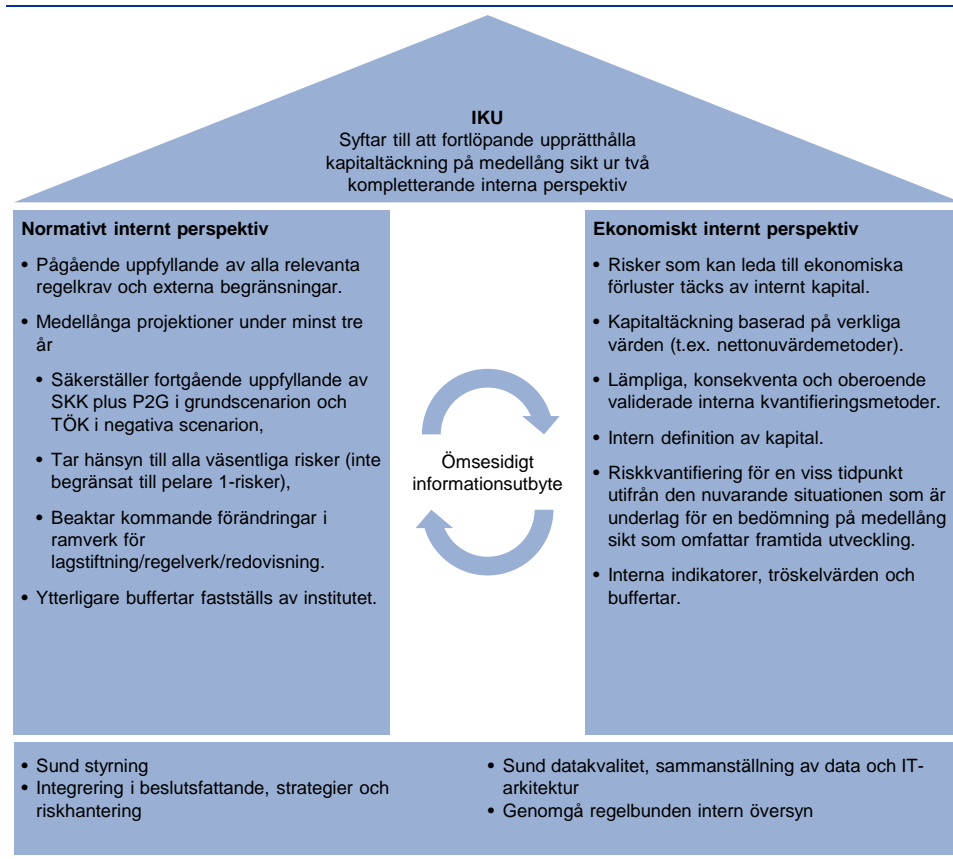 IKU
Syftar till att fortlöpande upprätthålla
kapitaltäckning på medellång sikt ur två
kompletterande interna perspektiv
Normativt internt perspektiv
• Pågående uppfyllande av alla relevanta
regelkrav och externa begränsningar.
• Medellånga projektioner under minst tre
år
• Säkerställer fortgående uppfyllande av
SKK plus P2G i grundscenarion och
TÖK i negativa scenarion,
• Tar hänsyn till alla väsentliga risker (inte
begränsat till pelare 1-risker),
• Beaktar kommande förändringar i
ramverk för
lagstiftning/regelverk/redovisning.
• Ytterligare buffertar fastställs av institutet.
Ömsesidigt
informationsutbyte
Ekonomiskt internt perspektiv
• Risker som kan leda till ekonomiska
förluster täcks av internt kapital.
• Kapitaltäckning baserad på verkliga
värden (t.ex. nettonuvärdemetoder).
• Lämpliga, konsekventa och oberoende
validerade interna kvantifieringsmetoder.
• Intern definition av kapital.
• Riskkvantifiering för en viss tidpunkt
utifrån den nuvarande situationen som är
underlag för en bedömning på medellång
sikt som omfattar framtida utveckling.
• Interna indikatorer, tröskelvärden och
buffertar.
• Sund styrning
• Integrering i beslutsfattande, strategier och
riskhantering
• Sund datakvalitet, sammanställning av data och IT-
arkitektur
• Genomgå regelbunden intern översyn